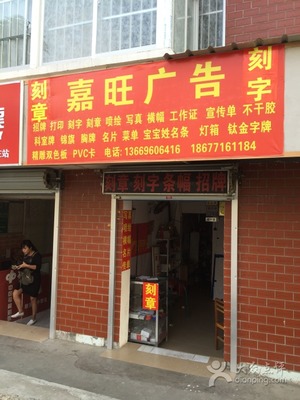 刻章
嘉旺广告
刻字
招牌 打印 刻字 刻章 喷绘 写真 横幅 工作证 宣传单 不干胶
科室牌 锦旗 胸牌 名片 菜单 宝宝姓名条 灯箱 钛金字牌
精雕双色板 PVC卡 电话:13669606416 18677161184
刻章 刻字条幅 招牌
刻章
大众点评
dianping.com